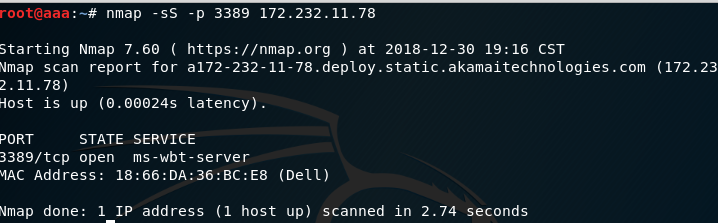 root@aaa:~# nmap -sS -p 3389 172.232.11.78
Starting Nmap 7.60 ( https://nmap.org ) at 2018-12-30 19:16 CST
Nmap scan report for a172-232-11-78.deploy.static.akamaitechnologies.com (172.23
2.11.78)
Host is up (0.00024s latency).
PORT     STATE SERVICE
3389/tcp open  ms-wbt-server
MAC Address: 18:66:DA:36:BC:E8 (Dell)
Nmap done: 1 IP address (1 host up) scanned in 2.74 seconds